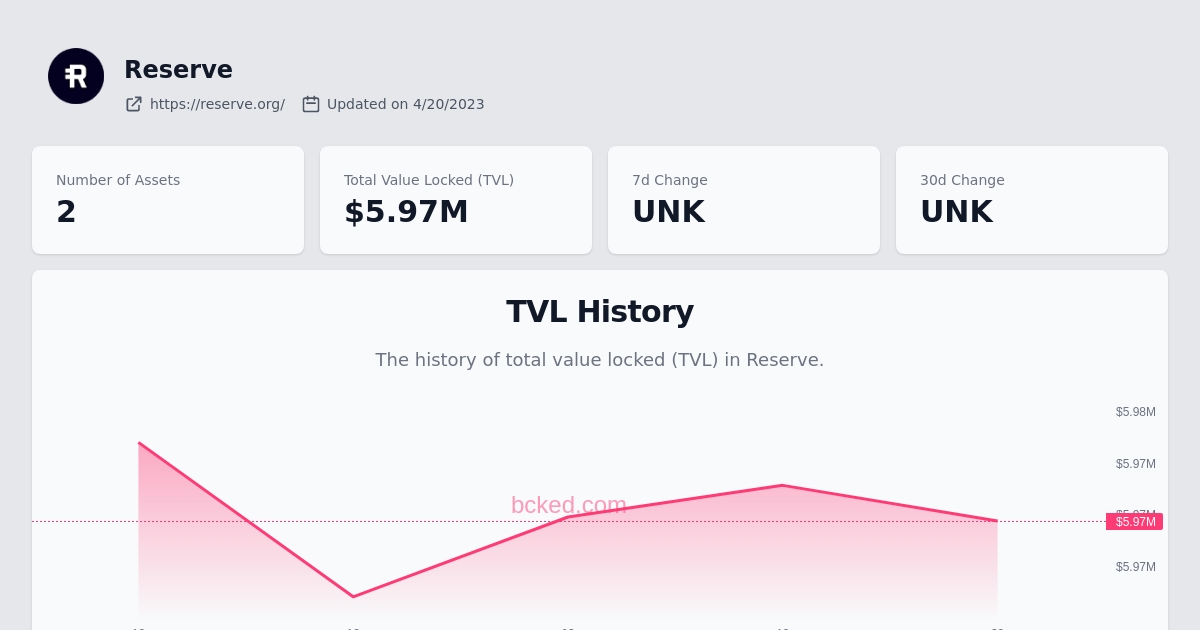 Reserve
https://reserve.org/ Updated on 4/20/2023
Number of Assets
2
Total Value Locked (TVL)
$5.97M
7d Change
UNK
30d Change
UNK
TVL History
The history of total value locked (TVL) in Reserve.
$5.98M
$5.97M
bcked.com
$5.97M
$5.97M